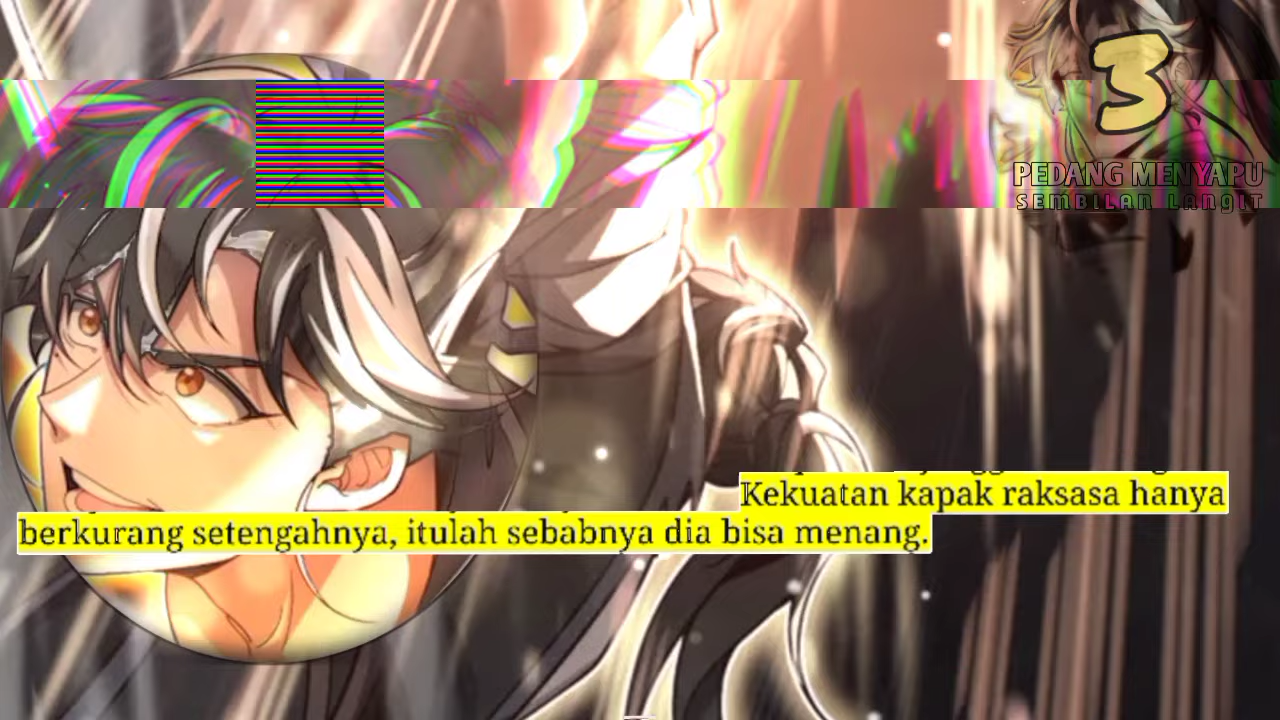 3
PEDANG MENYAPU
SEMBILAN LANGIT
Kekuatan kapak raksasa hanya
berkurang setengahnya, itulah sebabnya dia bisa menang.